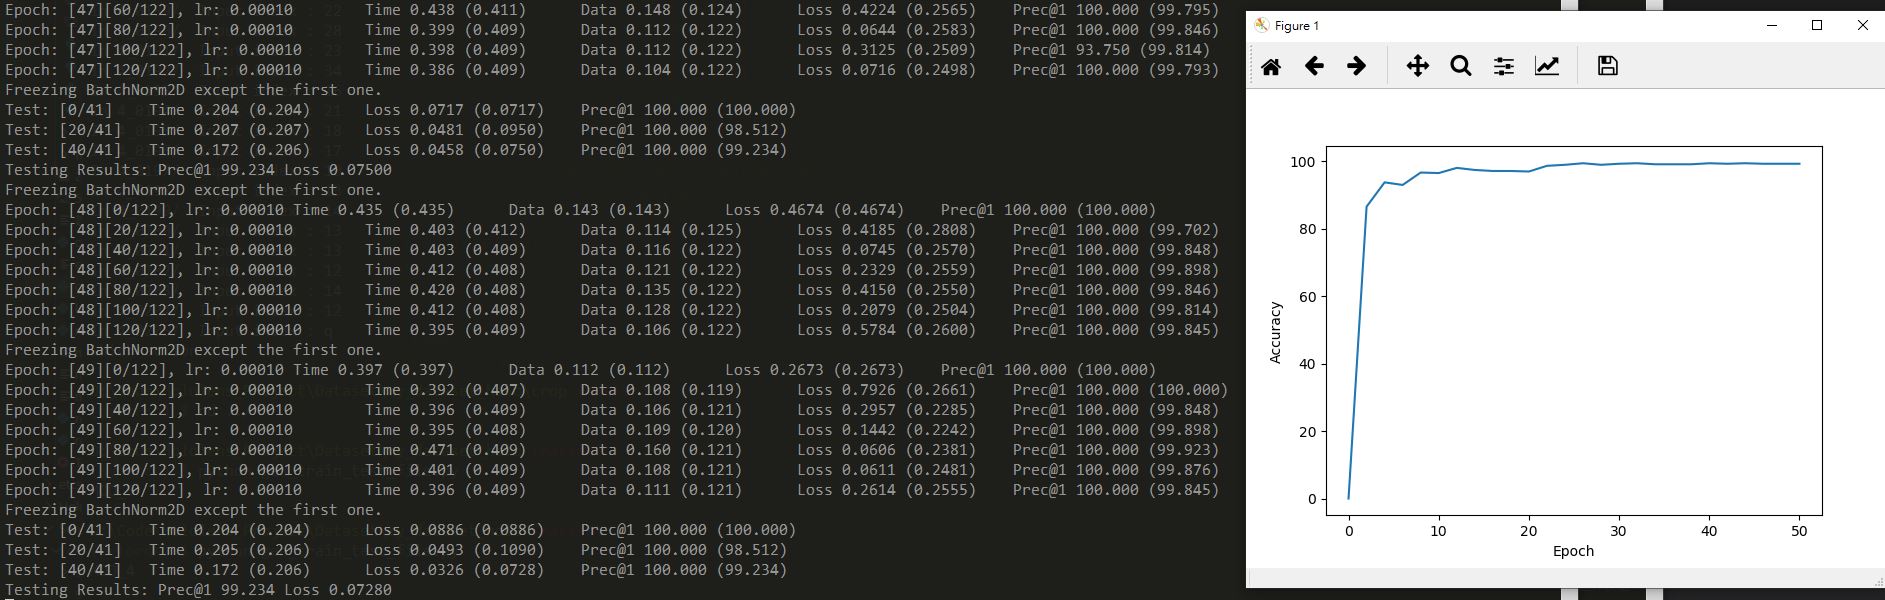 Epoch: [47][60/122], lr: 0.00010 Time 0.438 (0.411) Data 0.148 (0.124) Loss 0.4224 (0.2565) Prec@1 100.000 (99.795)
Epoch: [47][80/122], lr: 0.00010 Time 0.399 (0.409) Data 0.112 (0.122) Loss 0.0644 (0.2583) Prec@1 100.000 (99.846)
Epoch: [47][100/122], lr: 0.00010 Time 0.398 (0.409) Data 0.112 (0.122) Loss 0.3125 (0.2509) Prec@1 93.750 (99.814)
Epoch: [47][120/122], lr: 0.00010 Time 0.386 (0.409) Data 0.104 (0.122) Loss 0.0716 (0.2498) Prec@1 100.000 (99.793)
Freezing BatchNorm2D except the first one.
Test: [0/41] Time 0.204 (0.204) Loss 0.0717 (0.0717) Prec@1 100.000 (100.000)
Test: [20/41] Time 0.207 (0.207) Loss 0.0481 (0.0950) Prec@1 100.000 (98.512)
Test: [40/41] Time 0.172 (0.206) Loss 0.0458 (0.0750) Prec@1 100.000 (99.234)
Testing Results: Prec@1 99.234 Loss 0.07500
Freezing BatchNorm2D except the first one.
Epoch: [48][0/122], lr: 0.00010 Time 0.435 (0.435) Data 0.143 (0.143) Loss 0.4674 (0.4674) Prec@1 100.000 (100.000)
Epoch: [48][20/122], lr: 0.00010 Time 0.403 (0.412) Data 0.114 (0.125) Loss 0.4185 (0.2808) Prec@1 100.000 (99.702)
Epoch: [48][40/122], lr: 0.00010 Time 0.403 (0.409) Data 0.116 (0.122) Loss 0.0745 (0.2570) Prec@1 100.000 (99.848)
Epoch: [48][60/122], lr: 0.00010 Time 0.412 (0.408) Data 0.121 (0.122) Loss 0.2329 (0.2559) Prec@1 100.000 (99.898)
Epoch: [48][80/122], lr: 0.00010 Time 0.420 (0.408) Data 0.135 (0.122) Loss 0.4150 (0.2550) Prec@1 100.000 (99.846)
Epoch: [48][100/122], lr: 0.00010 Time 0.412 (0.408) Data 0.128 (0.122) Loss 0.2079 (0.2504) Prec@1 100.000 (99.814)
Epoch: [48][120/122], lr: 0.00010 Time 0.395 (0.409) Data 0.106 (0.122) Loss 0.5784 (0.2600) Prec@1 100.000 (99.845)
Freezing BatchNorm2D except the first one.
Epoch: [49][0/122], lr: 0.00010 Time 0.397 (0.397) Data 0.112 (0.112) Loss 0.2673 (0.2673) Prec@1 100.000 (100.000)
Epoch: [49][20/122], lr: 0.00010 Time 0.392 (0.407) Data 0.108 (0.119) Loss 0.7926 (0.2661) Prec@1 100.000 (100.000)
Epoch: [49][40/122], lr: 0.00010 Time 0.396 (0.409) Data 0.106 (0.121) Loss 0.2957 (0.2285) Prec@1 100.000 (99.848)
Epoch: [49][60/122], lr: 0.00010 Time 0.395 (0.408) Data 0.109 (0.120) Loss 0.1442 (0.2242) Prec@1 100.000 (99.898)
Epoch: [49][80/122], lr: 0.00010 Time 0.471 (0.409) Data 0.160 (0.121) Loss 0.0606 (0.2381) Prec@1 100.000 (99.923)
Epoch: [49][100/122], lr: 0.00010 Time 0.401 (0.409) Data 0.108 (0.121) Loss 0.0611 (0.2481) Prec@1 100.000 (99.876)
Epoch: [49][120/122], lr: 0.00010 Time 0.396 (0.409) Data 0.111 (0.121) Loss 0.2614 (0.2555) Prec@1 100.000 (99.845)
Freezing BatchNorm2D except the first one.
Test: [0/41] Time 0.204 (0.204) Loss 0.0886 (0.0886) Prec@1 100.000 (100.000)
Test: [20/41] Time 0.205 (0.206) Loss 0.0493 (0.1090) Prec@1 100.000 (98.512)
Test: [40/41] Time 0.172 (0.206) Loss 0.0326 (0.0728) Prec@1 100.000 (99.234)
Testing Results: Prec@1 99.234 Loss 0.07280
Figure 1
100
80
60
40
20
0
Accuracy
0 10 20 30 40 50
Epoch